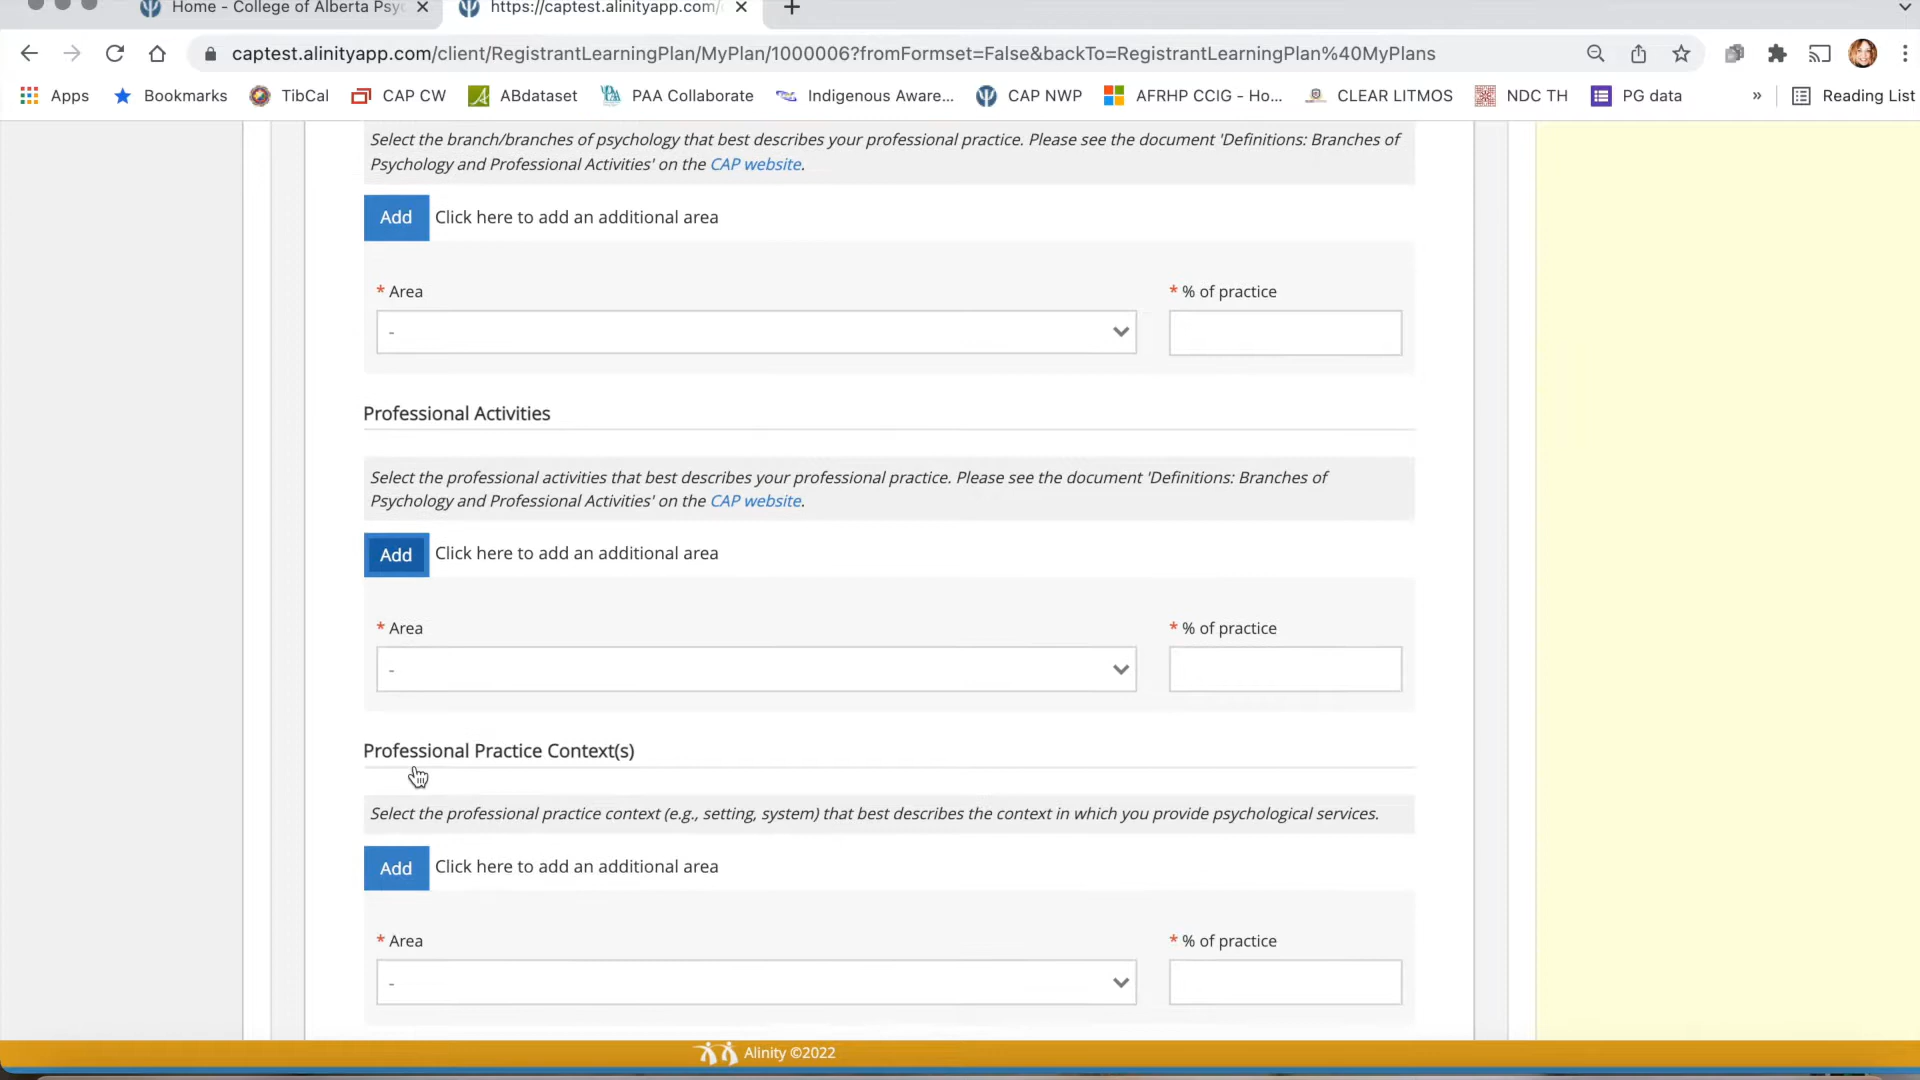 Home - College of Alberta Psyc
https://captest.alinityapp.com/
captest.alinityapp.com/client/RegistrantLearningPlan/MyPlan/1000006?fromFormset=False&backTo=RegistrantLearningPlan%40MyPlans
Apps Bookmarks TibCal CAP CW ABdataset PAA Collaborate Indigenous Aware... CAP NWP AFRHP CCIG - Ho... CLEAR LITMOS NDC TH PG data » Reading List
Select the branch/branches of psychology that best describes your professional practice. Please see the document 'Definitions: Branches of
Psychology and Professional Activities' on the CAP website.
Add Click here to add an additional area
* Area * % of practice
-
Professional Activities
Select the professional activities that best describes your professional practice. Please see the document 'Definitions: Branches of
Psychology and Professional Activities' on the CAP website.
Add Click here to add an additional area
* Area * % of practice
-
Professional Practice Context(s)
Select the professional practice context (e.g., setting, system) that best describes the context in which you provide psychological services.
Add Click here to add an additional area
* Area * % of practice
-
Alinity ©2022